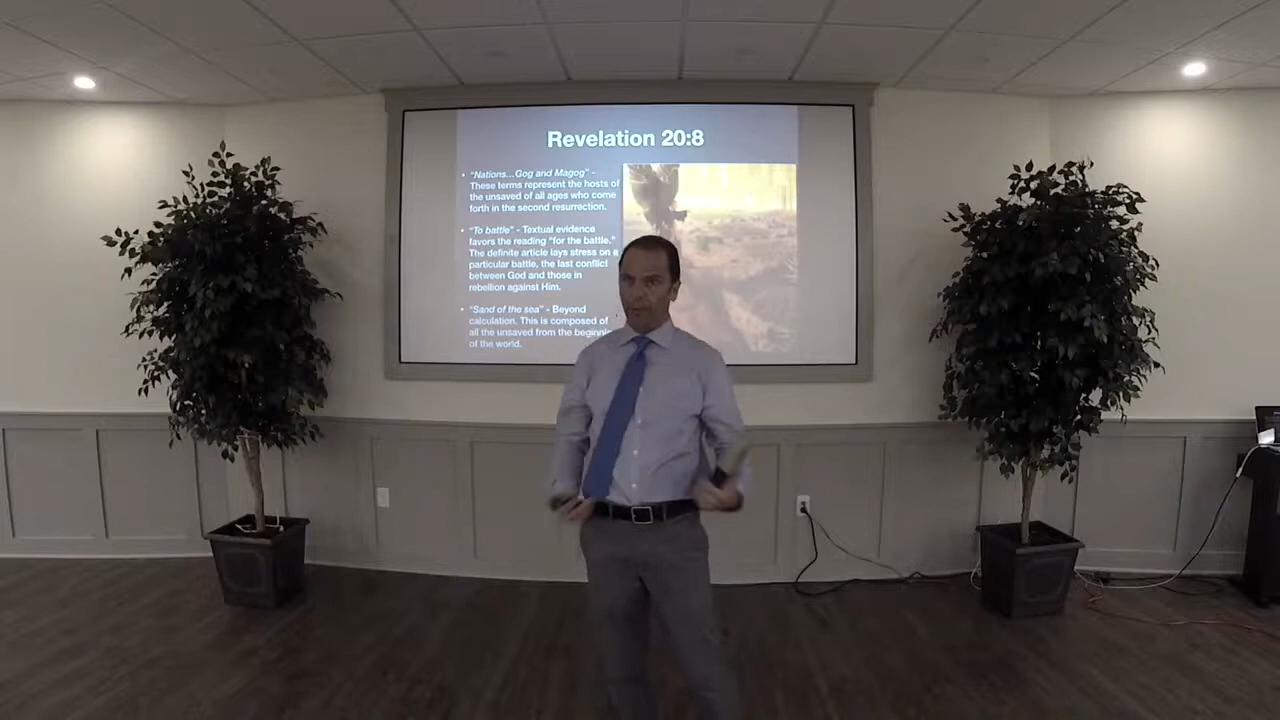 Revelation 20:8
• “Nations...Gog and Magog” -
These terms represent the hosts of
the unsaved of all ages who come
forth in the second resurrection.
• “To battle” - Textual evidence
favors the reading “for the battle.”
The definite article lays stress on a
particular battle, the last conflict
between God and those in
rebellion against Him.
• “Sand of the sea” - Beyond
calculation. This is composed of
all the unsaved from the
of the world.